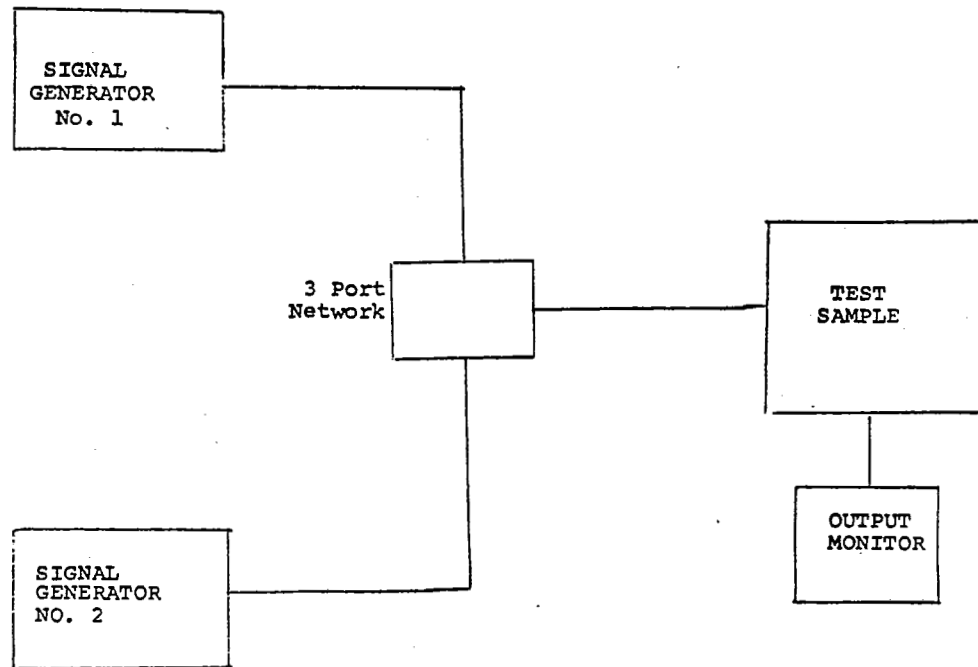 SIGNAL
GENERATOR
No. 1
3 Port
Network
TEST
SAMPLE
OUTPUT
MONITOR
SIGNAL
GENERATOR
NO. 2